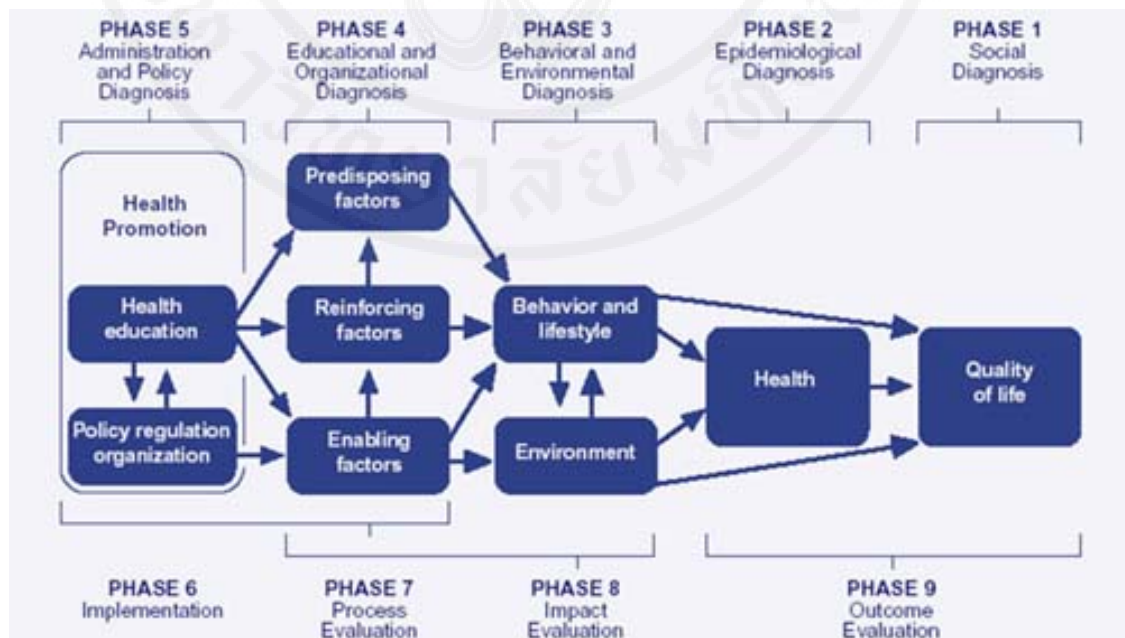 PHASE 5
Administration
and Policy
Diagnosis
PHASE 4
Educational and
Organizational
Diagnosis
PHASE 3
Behavioral and
Environmental
Diagnosis
PHASE 2
Epidemiological
Diagnosis
PHASE 1
Social
Diagnosis
Health
Promotion
Predisposing
factors
Health
education
Reinforcing
factors
Behavior and
lifestyle
Health
Quality
of life
Policy regulation
organization
Enabling
factors
Environment
PHASE 6
Implementation
PHASE 7
Process
Evaluation
PHASE 8
Impact
Evaluation
PHASE 9
Outcome
Evaluation